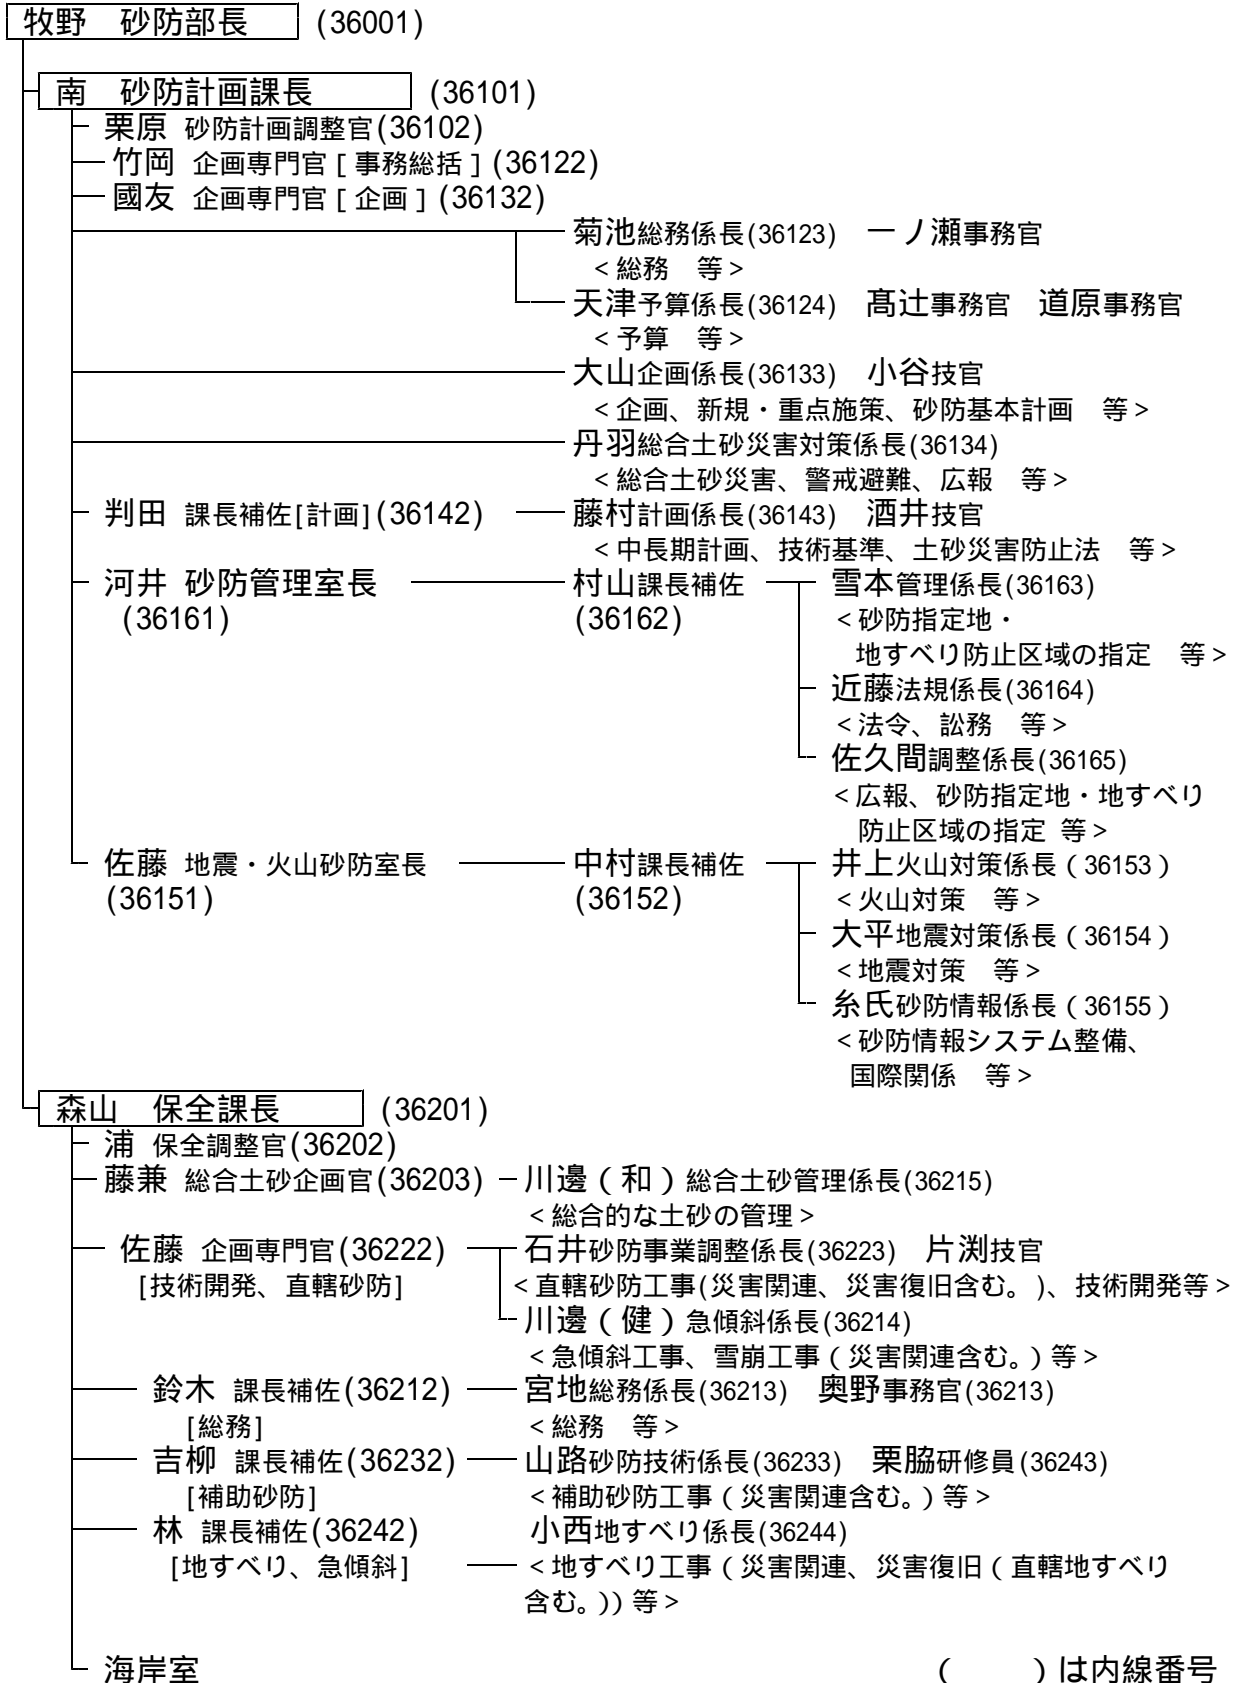 牧野　砂防部長　(36001)
南　砂防計画課長　(36101)
栗原 砂防計画調整官(36102)
竹岡 企画専門官［事務総括］(36122)
國友 企画専門官［企画］(36132)
菊池総務係長(36123)　一ノ瀬事務官
＜総務　等＞
天津予算係長(36124)　髙辻事務官　道原事務官
＜予算　等＞
大山企画係長(36133)　小谷技官
＜企画、新規・重点施策、砂防基本計画　等＞
丹羽総合土砂災害対策係長(36134)
＜総合土砂災害、警戒避難、広報　等＞
判田 課長補佐[計画](36142)　藤村計画係長(36143)　酒井技官
＜中長期計画、技術基準、土砂災害防止法　等＞
河井 砂防管理室長　村山課長補佐　雪本管理係長(36163)
(36161)　(36162)　＜砂防指定地・
地すべり防止区域の指定　等＞
近藤法規係長(36164)
＜法令、訟務　等＞
佐久間調整係長(36165)
＜広報、砂防指定地・地すべり
防止区域の指定 等＞
佐藤 地震・火山砂防室長　中村課長補佐　井上火山対策係長（36153）
(36151)　(36152)　＜火山対策　等＞
大平地震対策係長（36154）
＜地震対策　等＞
糸氏砂防情報係長（36155）
＜砂防情報システム整備、
国際関係　等＞
森山　保全課長　(36201)
浦 保全調整官(36202)
藤兼 総合土砂企画官(36203)　川邊（和）総合土砂管理係長(36215)
＜総合的な土砂の管理＞
佐藤 企画専門官(36222)　石井砂防事業調整係長(36223)　片渕技官
[技術開発、直轄砂防]　＜直轄砂防工事(災害関連、災害復旧含む。)、技術開発等＞
川邊（健）急傾斜係長(36214)
＜急傾斜工事、雪崩工事（災害関連含む。）等＞
鈴木 課長補佐(36212)　宮地総務係長(36213)　奥野事務官(36213)
[総務]　＜総務　等＞
吉柳 課長補佐(36232)　山路砂防技術係長(36233)　栗脇研修員(36243)
[補助砂防]　＜補助砂防工事（災害関連含む。）等＞
林 課長補佐(36242)　小西地すべり係長(36244)
[地すべり、急傾斜]　＜地すべり工事（災害関連、災害復旧（直轄地すべり
含む。））等＞
海岸室　（　　）は内線番号